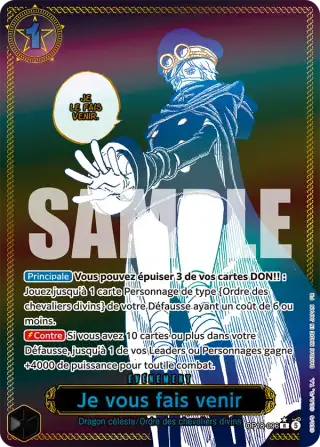 1
JE
LE FAIS
VENIR.
SAMPLE
Principale Vous pouvez épuiser 3 de vos cartes DON!! :
Jouez jusqu'à 1 carte Personnage de type {Ordre des
chevaliers divins} de votre Défausse ayant un coût de 6 ou
moins.
Contre Si vous avez 10 cartes ou plus dans votre
Défausse, jusqu'à 1 de vos Leaders ou Personnages gagne
+4000 de puissance pour tout le combat.
ÉVÉNEMENT
Je vous fais venir
Dragon céleste/Ordre des chevaliers divins
R
5